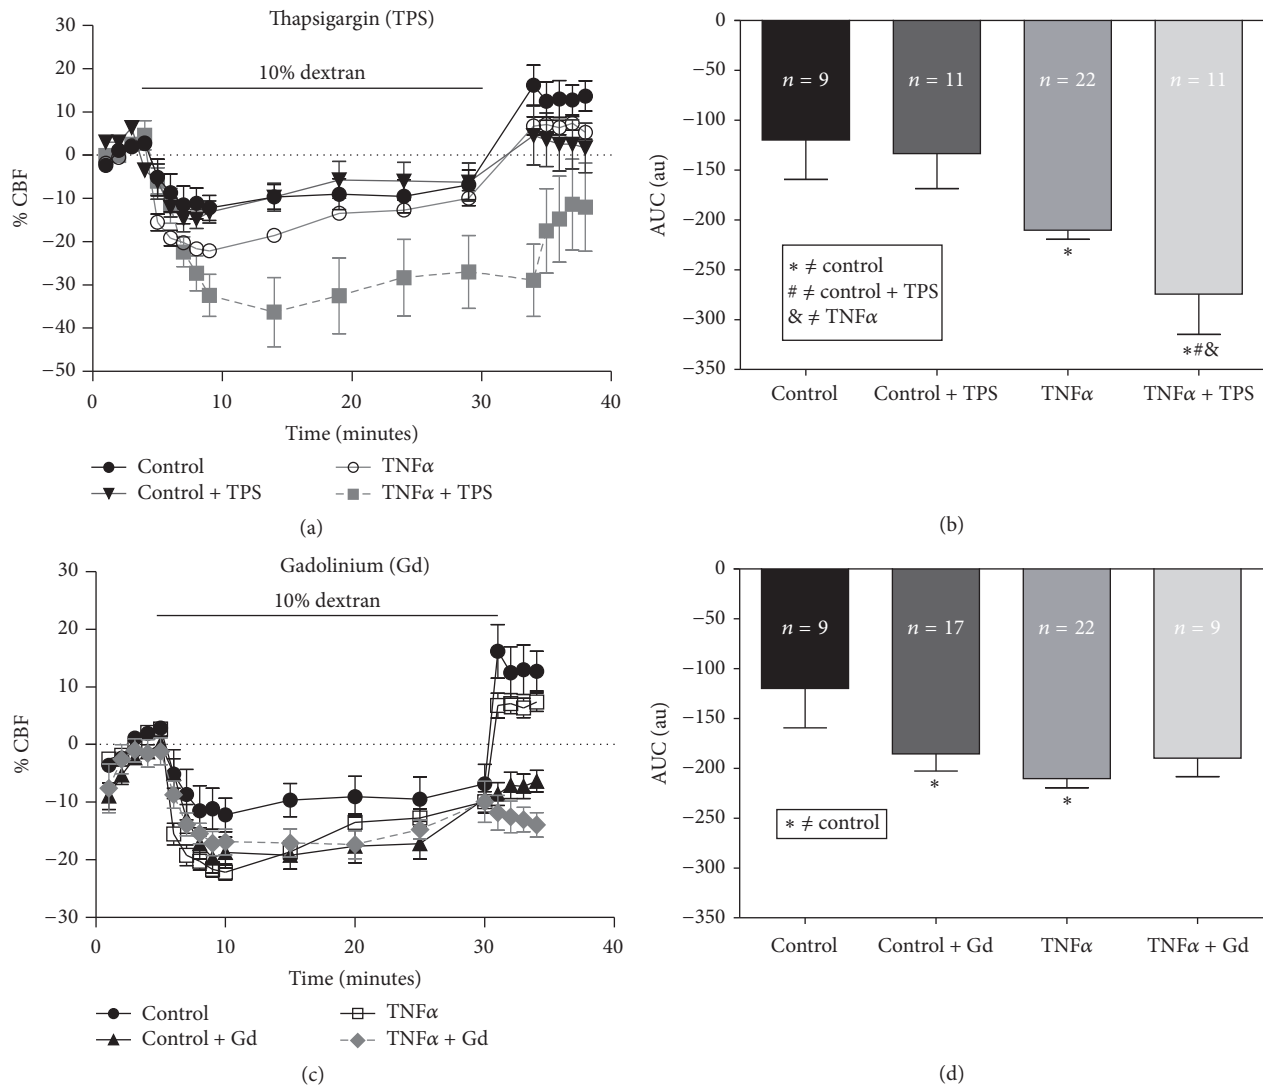 Thapsigargin (TPS)
30
20
10
0
−10
−20
−30
−40
−50
% CBF
10% dextran
0
10
20
30
40
Time (minutes)
Control
TNFα
Control + TPS
TNFα + TPS
(a)
0
−50
−100
−150
−200
−250
−300
−350
AUC (au)
n = 9
n = 11
n = 22
n = 11
∗ ≠ control
# ≠ control + TPS
& ≠ TNFα
∗
∗#&
Control
Control + TPS
TNFα
TNFα + TPS
(b)
Gadolinium (Gd)
30
20
10
0
−10
−20
−30
% CBF
10% dextran
0
10
20
30
40
Time (minutes)
Control
TNFα
Control + Gd
TNFα + Gd
(c)
0
−50
−100
−150
−200
−250
−300
−350
AUC (au)
n = 9
n = 17
n = 22
n = 9
∗
∗
∗ ≠ control
Control
Control + Gd
TNFα
TNFα + Gd
(d)